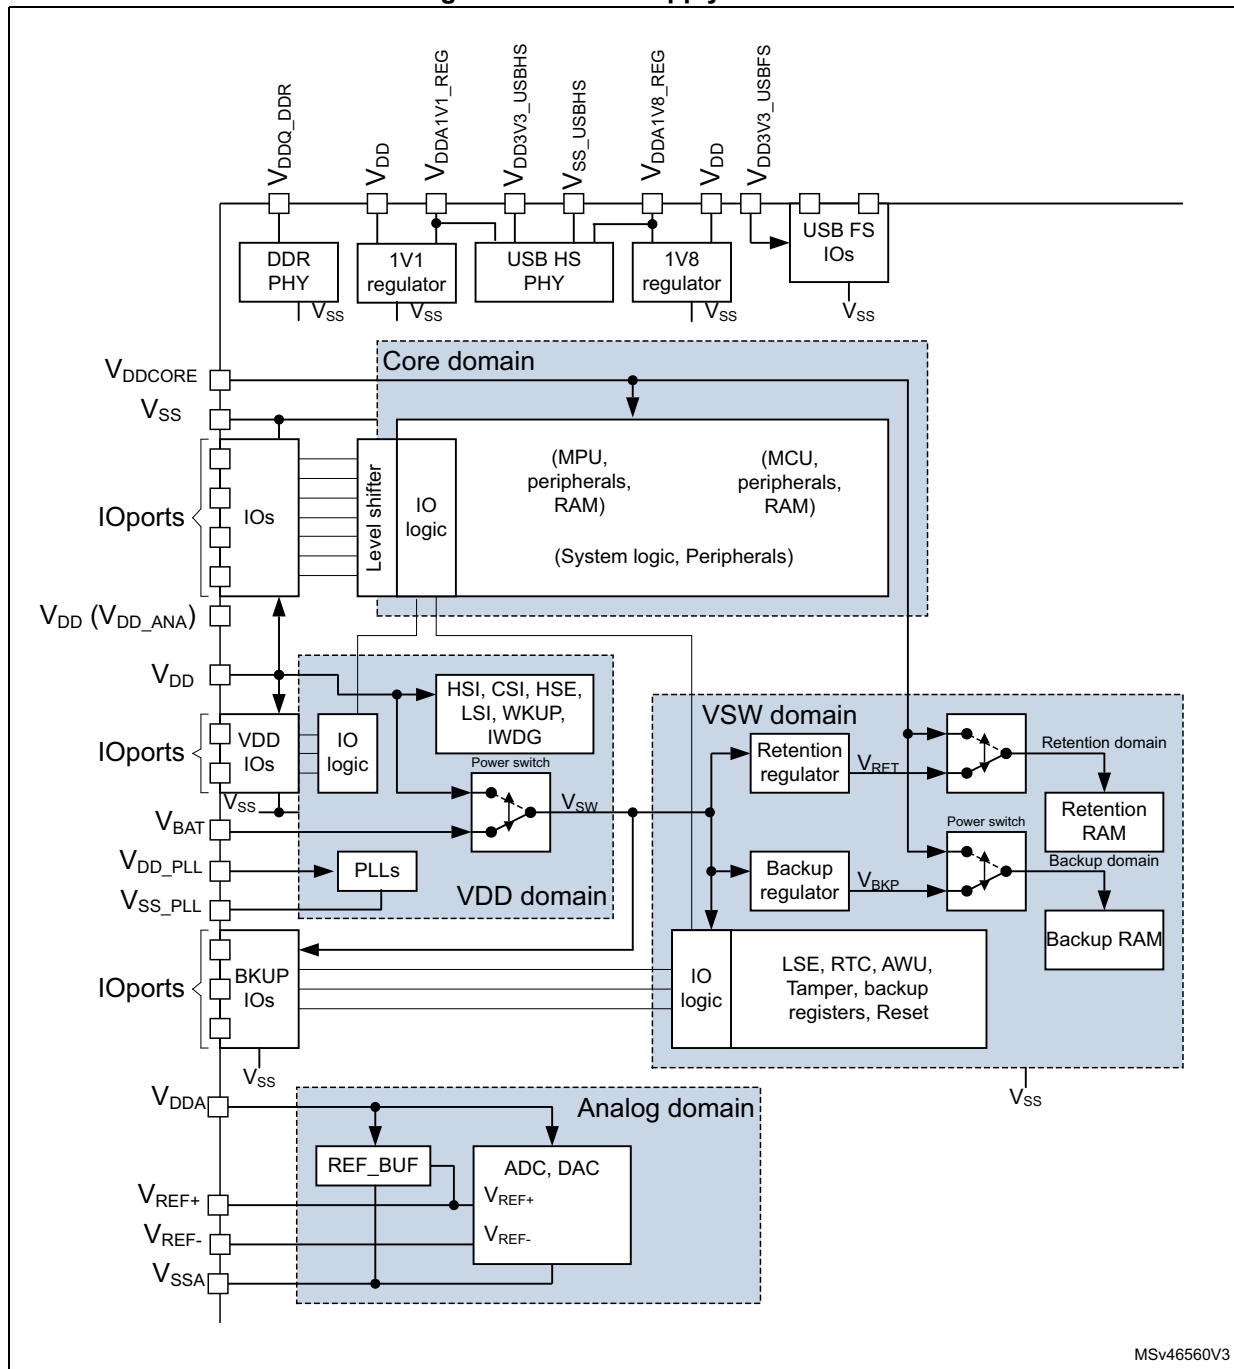 VDDQ_DDR
VDD
VDDA1V1_REG
VDD3V3_USBHS
VSS_USBHS
VDDA1V8_REG
VDD
VDD3V3_USBFS
DDR
PHY
1V1
regulator
USB HS
PHY
1V8
regulator
USB FS
IOs
VSS
VSS
VSS
VSS
Core domain
VDDCORE
VSS
IOports
IOs
Level shifter
IO
logic
(MPU,
peripherals,
RAM)
(MCU,
peripherals,
RAM)
(System logic, Peripherals)
VDD (VDD_ANA)
VDD
IOports
VDD
IOs
IO
logic
HSI, CSI, HSE,
LSI, WKUP,
IWDG
Power switch
VSW
VSS
VBAT
VDD_PLL
PLLs
VSS_PLL
VDD domain
VSW domain
Retention
regulator
VRET
Retention domain
Retention
RAM
Power switch
Backup domain
Backup
regulator
VBKP
Backup RAM
IOports
BKUP
IOs
IO
logic
LSE, RTC, AWU,
Tamper, backup
registers, Reset
VSS
VSS
VDDA
Analog domain
REF_BUF
ADC, DAC
VREF+
VREF+
VREF-
VREF-
VSSA
MSv46560V3